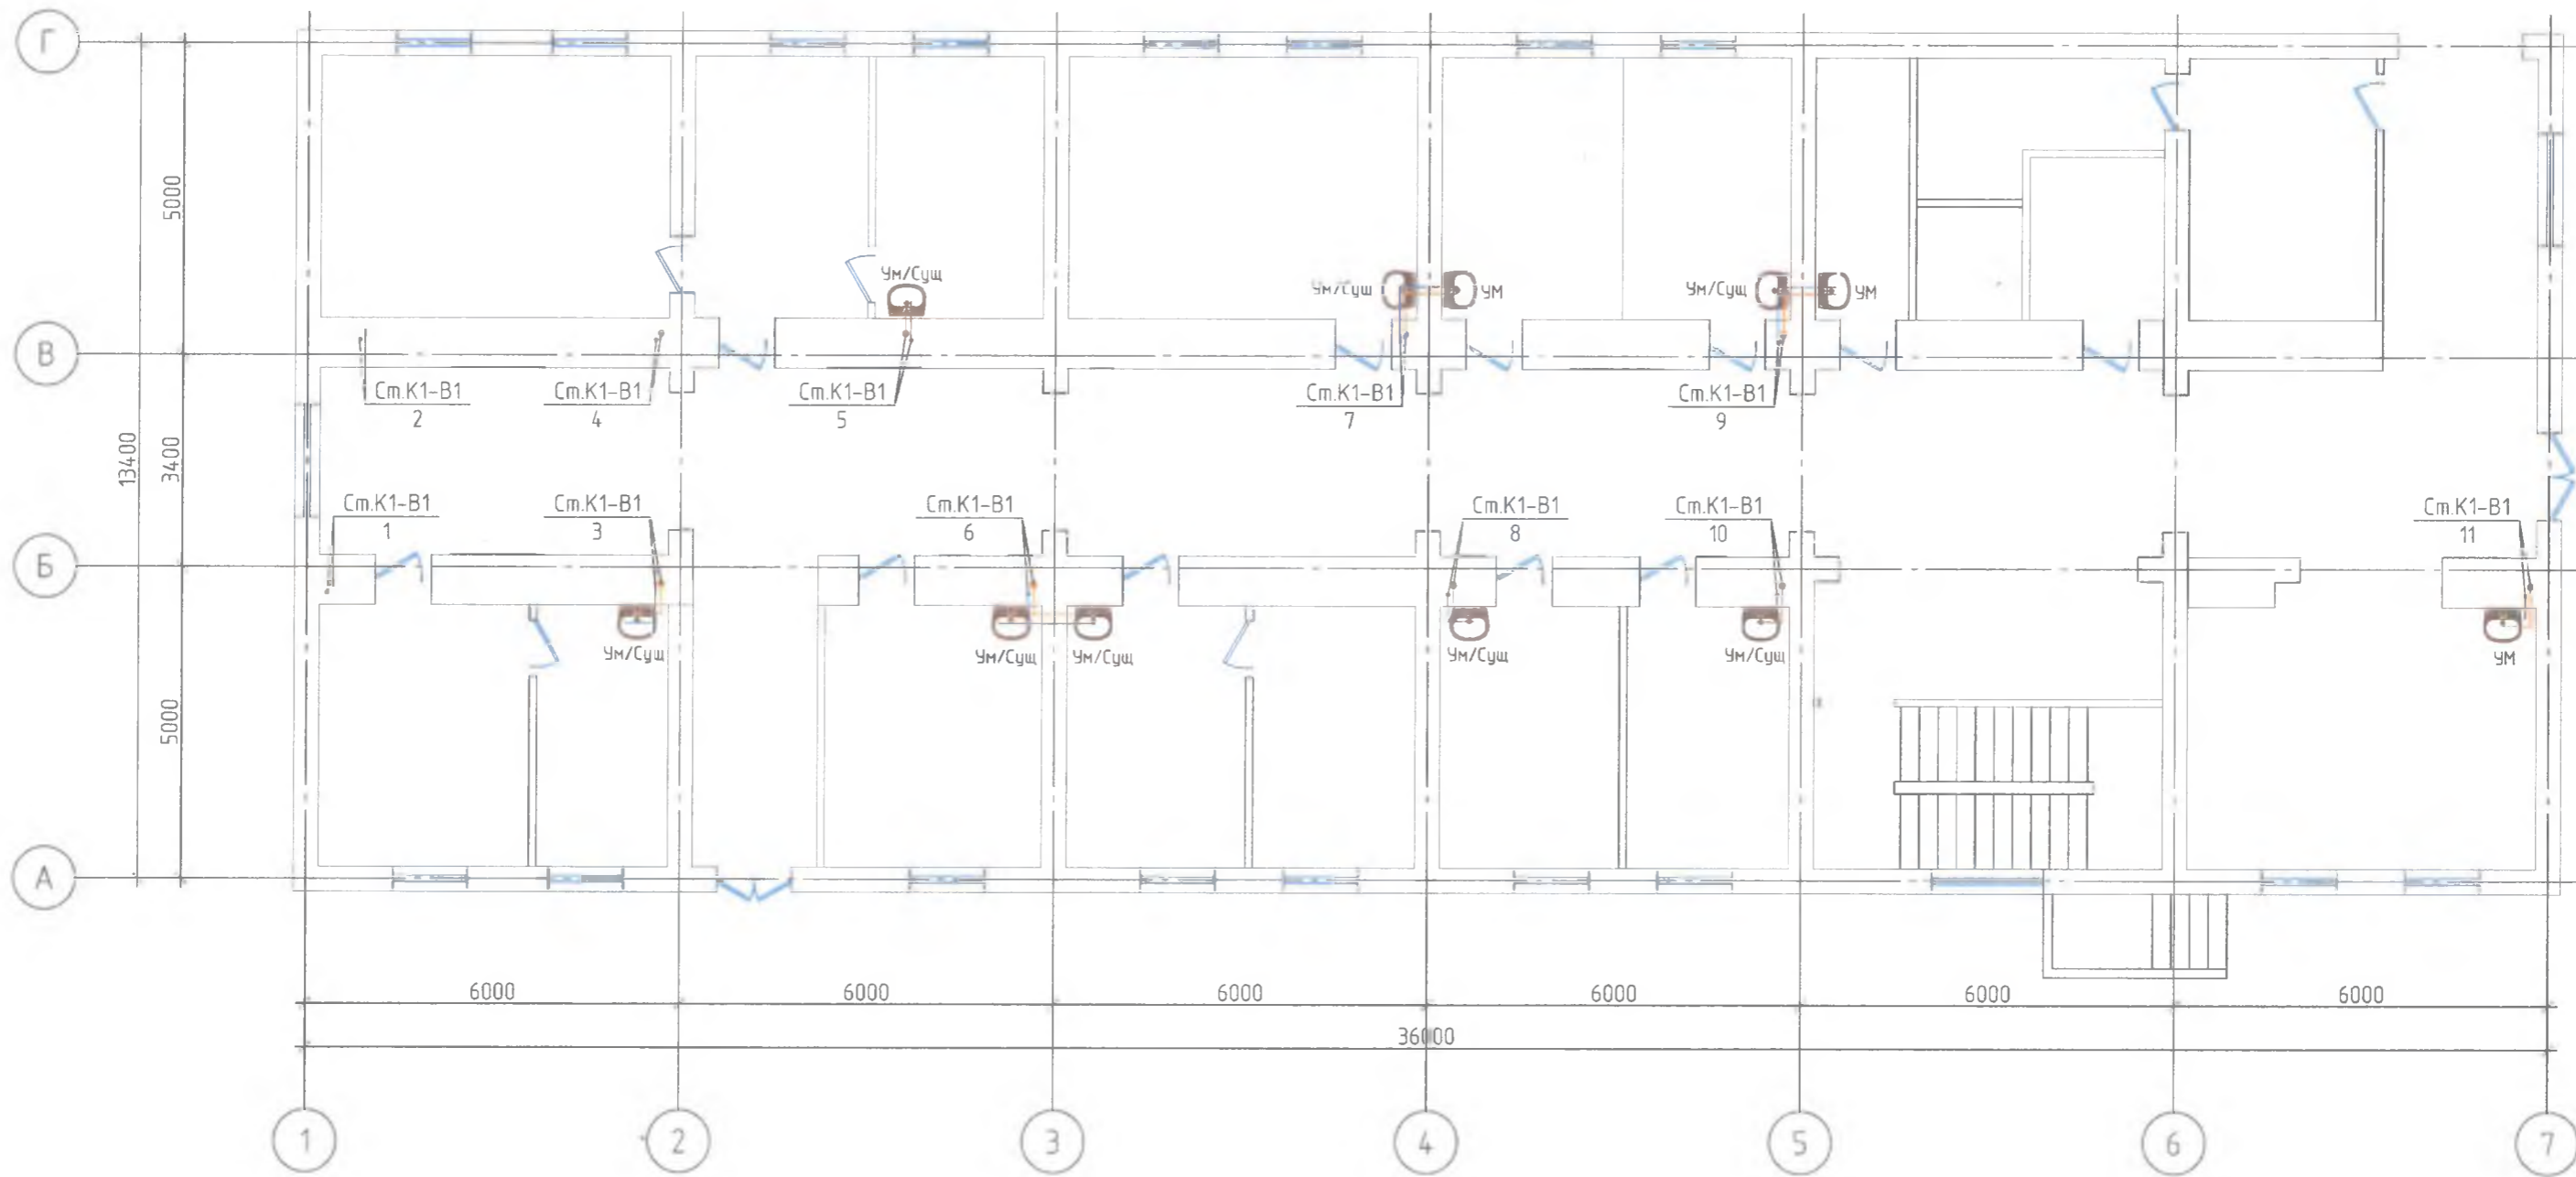 Г
5000
Ум/Сущ
Ум/Сущ
УМ
Ум/Сущ
УМ
В
Ст.К1-В1
2
Ст.К1-В1
4
Ст.К1-В1
5
Ст.К1-В1
7
Ст.К1-В1
9
13400
3400
Ст.К1-В1
1
Ст.К1-В1
3
Ст.К1-В1
6
Ст.К1-В1
8
Ст.К1-В1
10
Ст.К1-В1
11
Б
Ум/Сущ
Ум/Сущ
Ум/Сущ
Ум/Сущ
Ум/Сущ
УМ
5000
А
6000
6000
6000
6000
6000
6000
36000
1
2
3
4
5
6
7